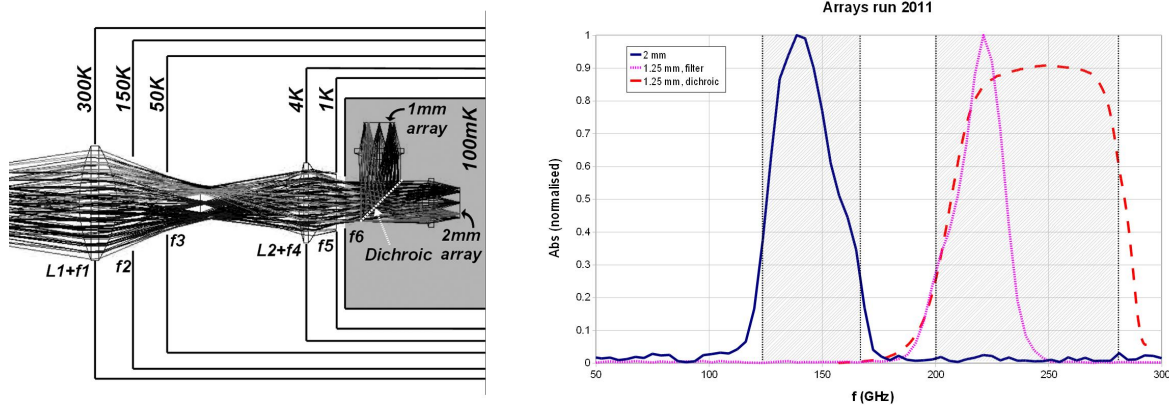 300K
150K
50K
4K
1K
100mK
1mm
array
L1+f1
f2
f3
L2+f4
f5
f6
Dichroic
2mm
array
Arrays run 2011
2 mm
1.25 mm, filter
1.25 mm, dichroic
Abs (normalised)
1
0.9
0.8
0.7
0.6
0.5
0.4
0.3
0.2
0.1
0
50
100
150
200
250
300
f (GHz)